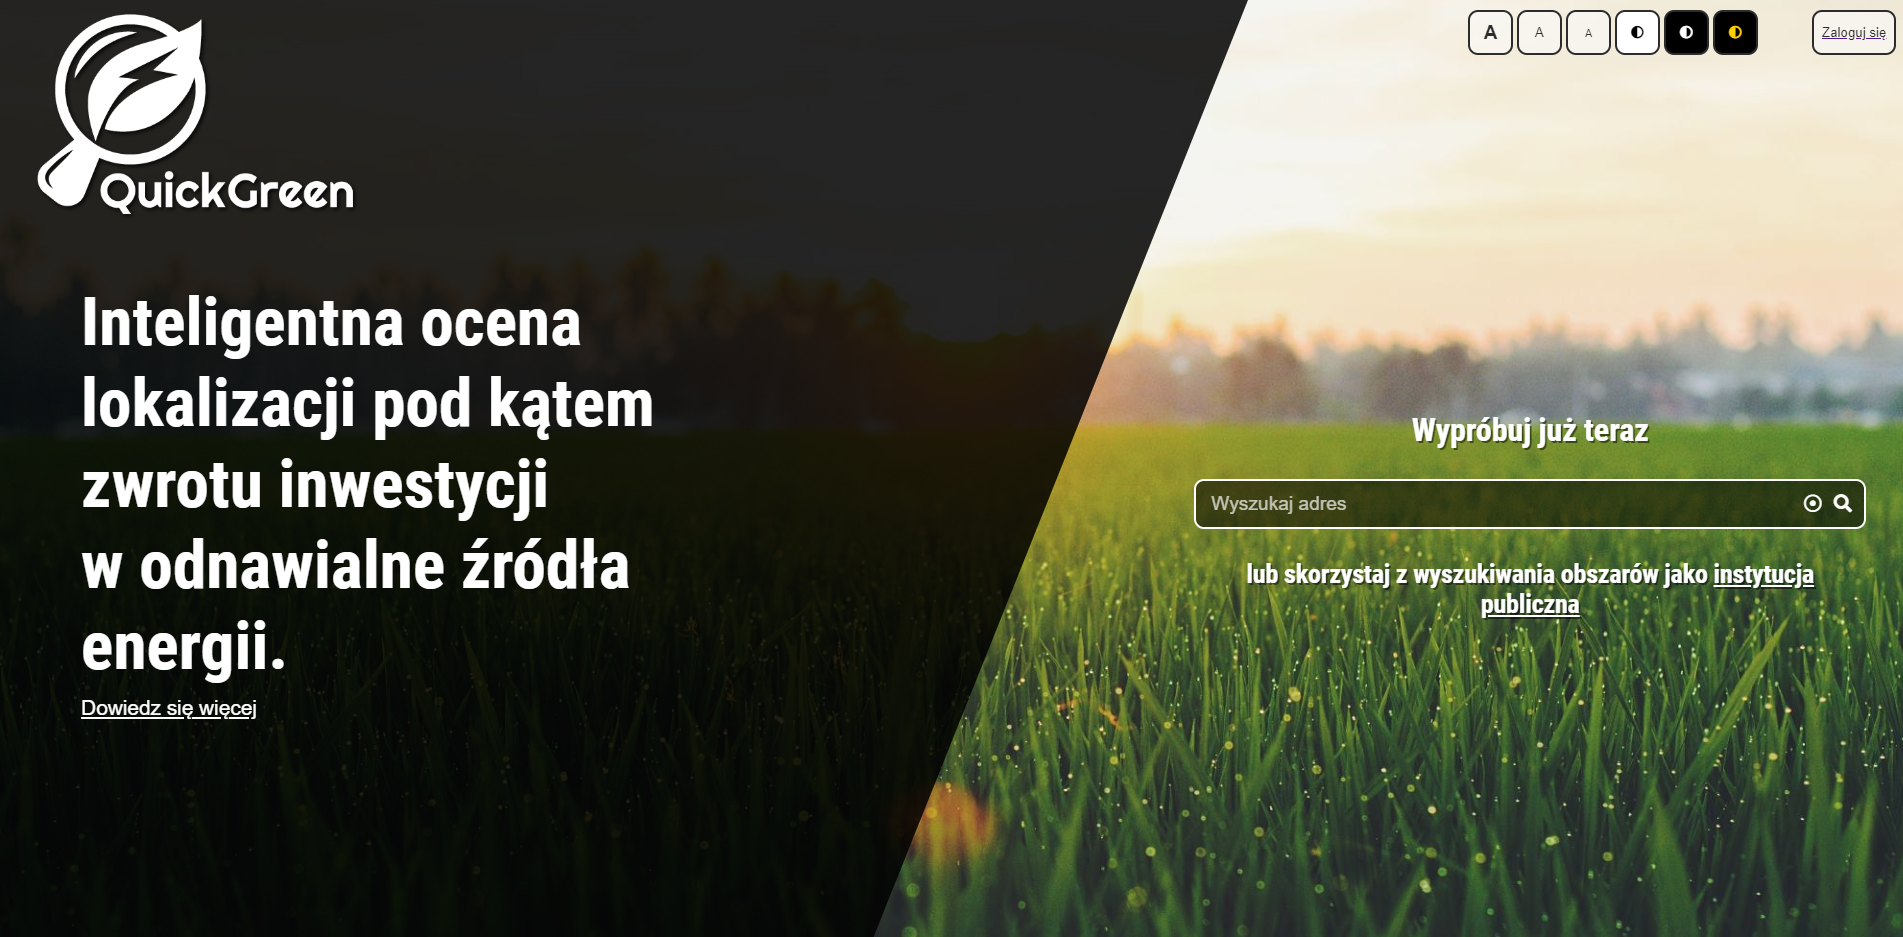 QuickGreen
A A A
Zaloguj się
Inteligentna ocena
lokalizacji pod kątem
zwrotu inwestycji
w odnawialne źródła
energii.
Dowiedz się więcej
Wypróbuj już teraz
Wyszukaj adres
lub skorzystaj z wyszukiwania obszarów jako instytucja
publiczna